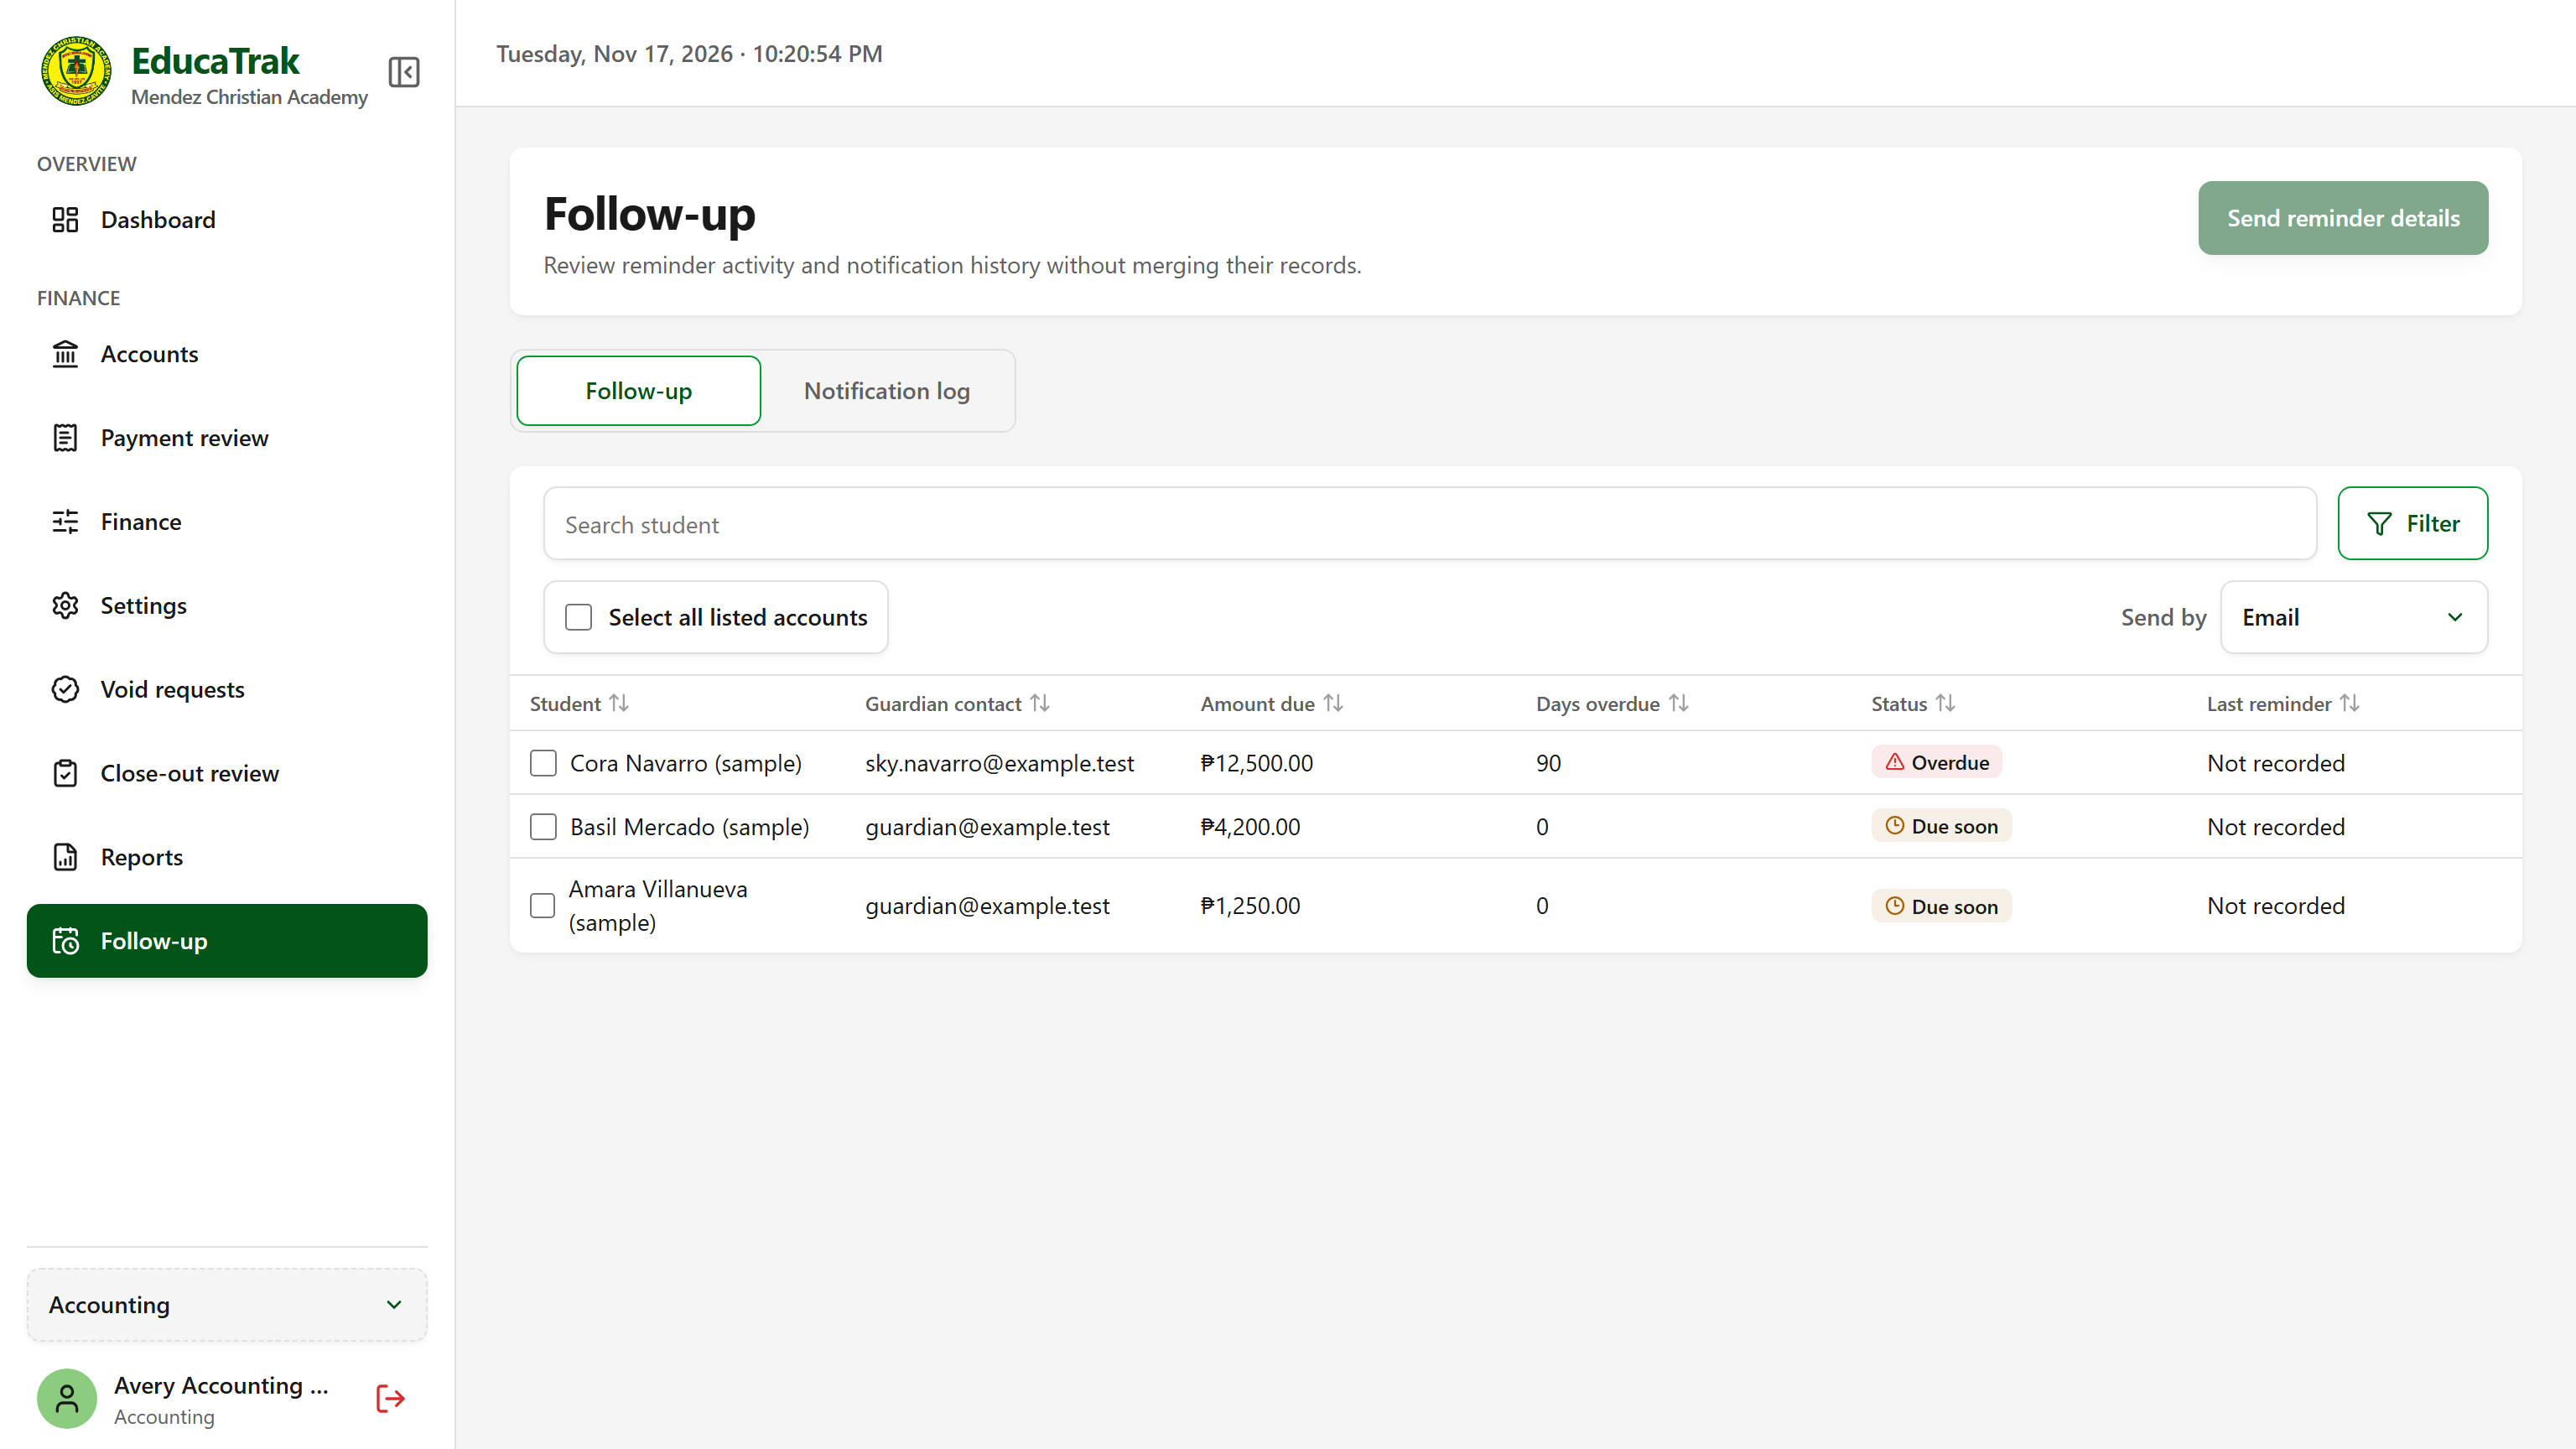 EducaTrak
Mendez Christian Academy
Tuesday, Nov 17, 2026 · 10:20:54 PM
OVERVIEW
Dashboard
FINANCE
Accounts
Payment review
Finance
Settings
Void requests
Close-out review
Reports
Follow-up
Accounting
Avery Accounting ...
Accounting
Follow-up
Review reminder activity and notification history without merging their records.
Send reminder details
Follow-up
Notification log
Search student
Filter
Select all listed accounts
Send by
Email
Student Guardian contact Amount due Days overdue Status Last reminder
Cora Navarro (sample) sky.navarro@example.test ₱12,500.00 90 Overdue Not recorded
Basil Mercado (sample) guardian@example.test ₱4,200.00 0 Due soon Not recorded
Amara Villanueva
(sample) guardian@example.test ₱1,250.00 0 Due soon Not recorded